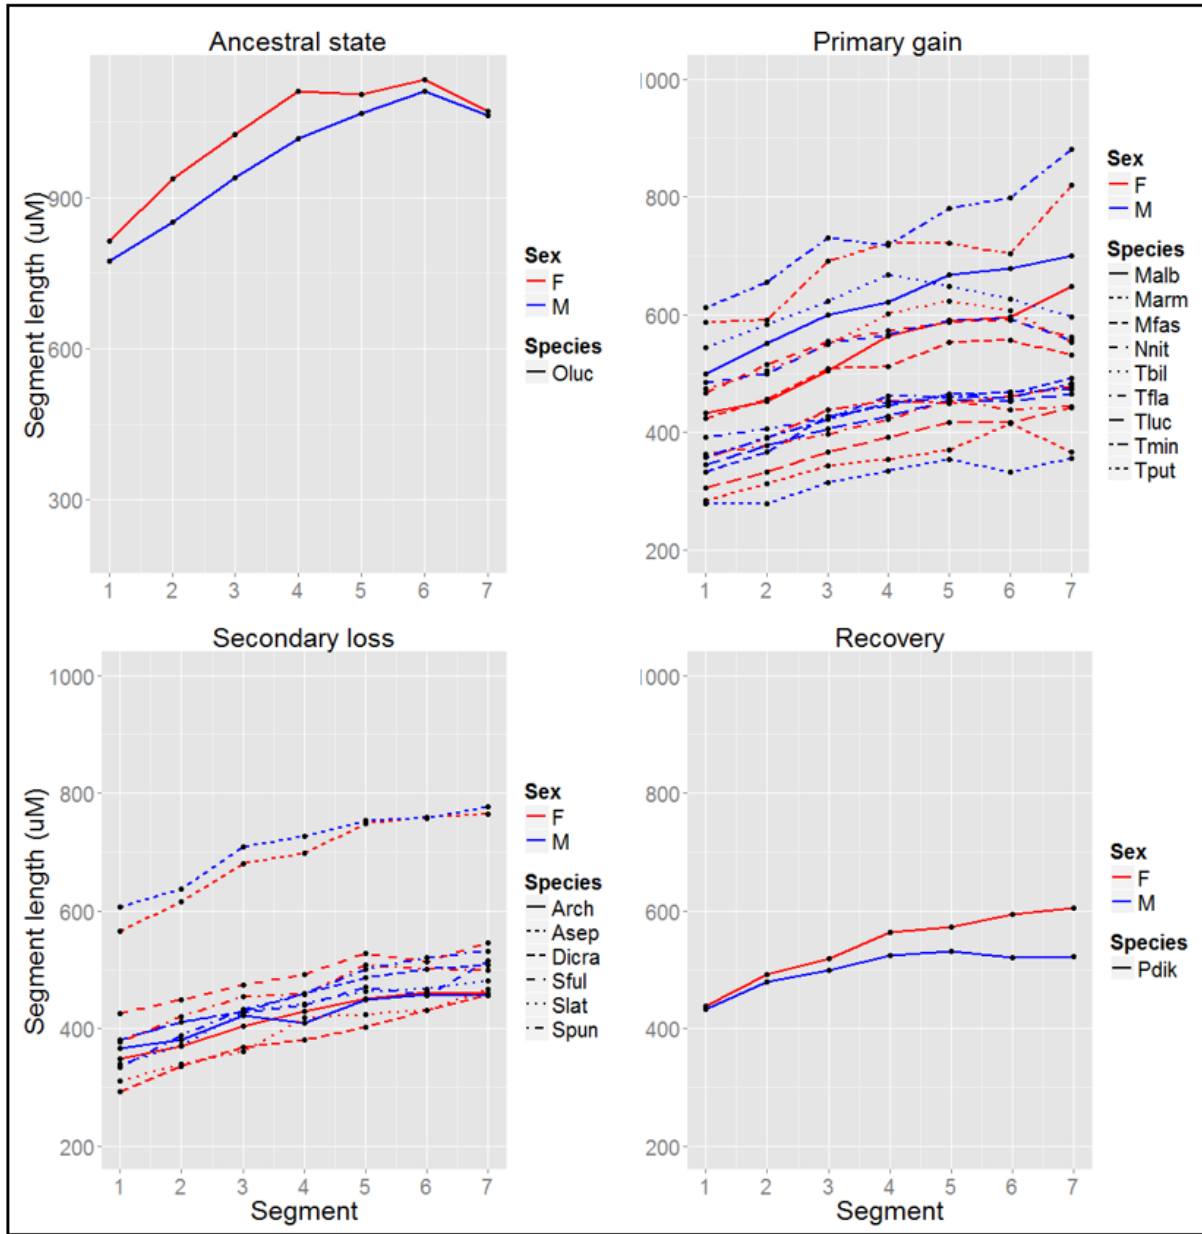 Ancestral state
Segment length (uM)
900
600
300
1 2 3 4 5 6 7
Sex
F
M
Species
Oluc
Primary gain
1000
800
600
400
200
1 2 3 4 5 6 7
Sex
F
M
Species
Malb
Marm
Mfas
Nnit
Tbil
Tfla
Tluc
Tmin
Tput
Secondary loss
Segment length (uM)
1000
800
600
400
200
1 2 3 4 5 6 7
Segment
Sex
F
M
Species
Arch
Asep
Dicra
Sful
Slat
Spun
Recovery
1000
800
600
400
200
1 2 3 4 5 6 7
Segment
Sex
F
M
Species
Pdik